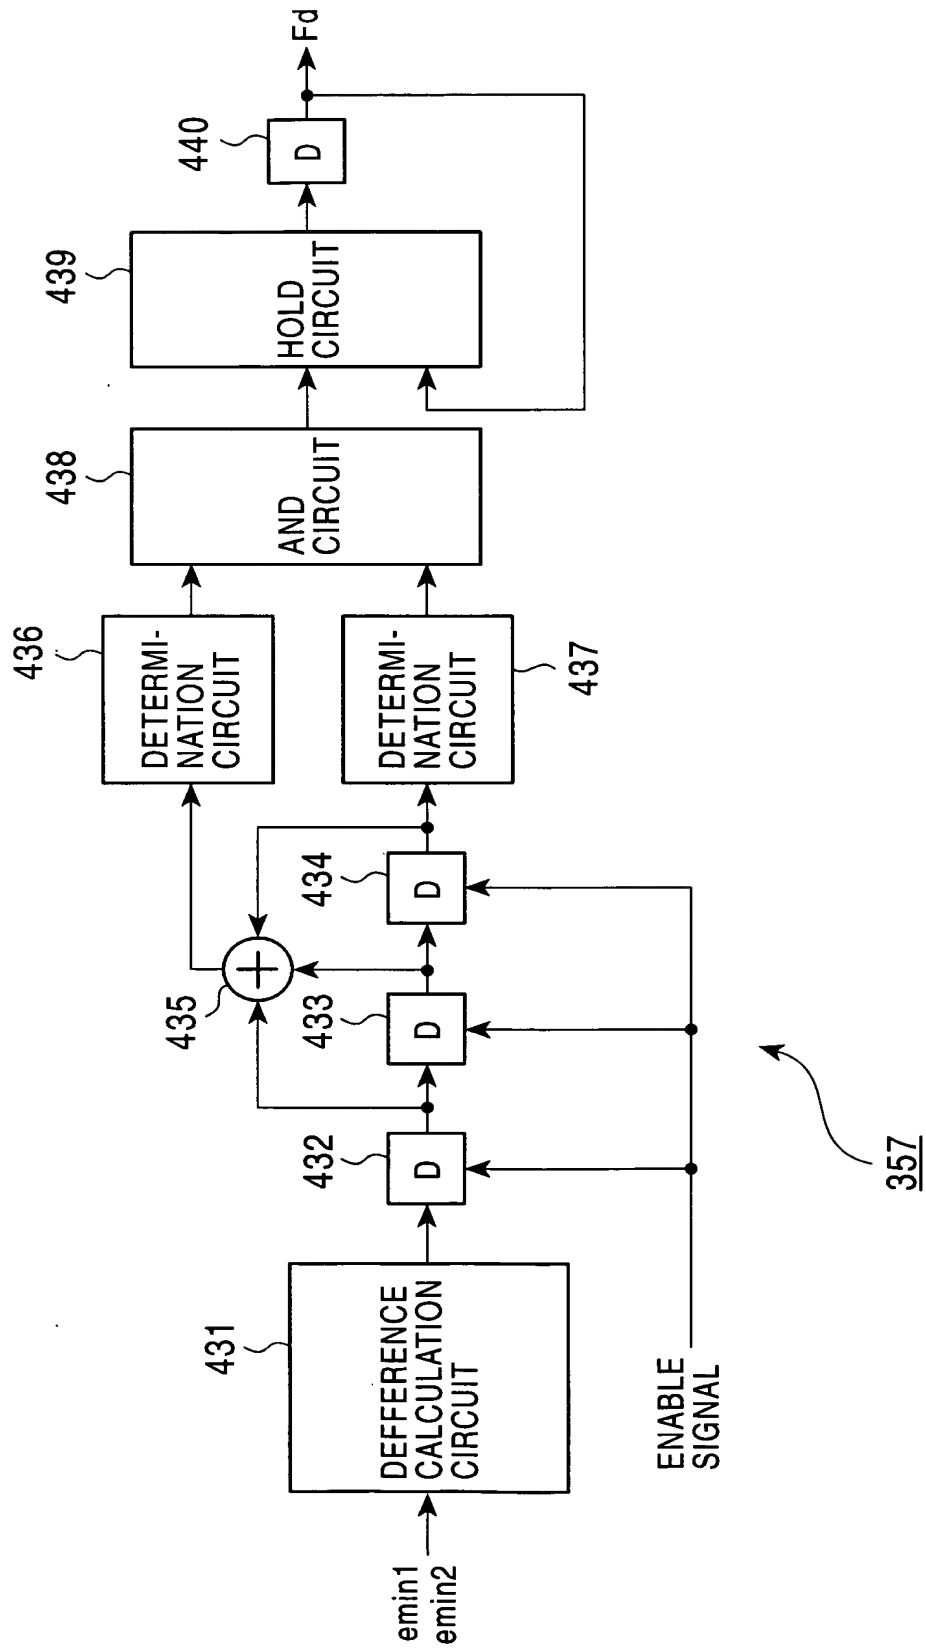 emin1
emin2
431
DEFFERENCE
CALCULATION
CIRCUIT
ENABLE
SIGNAL
432
D
433
D
434
D
435
+
436
DETERMI-
NATION
CIRCUIT
437
DETERMI-
NATION
CIRCUIT
438
AND
CIRCUIT
439
HOLD
CIRCUIT
440
D
Fd
357